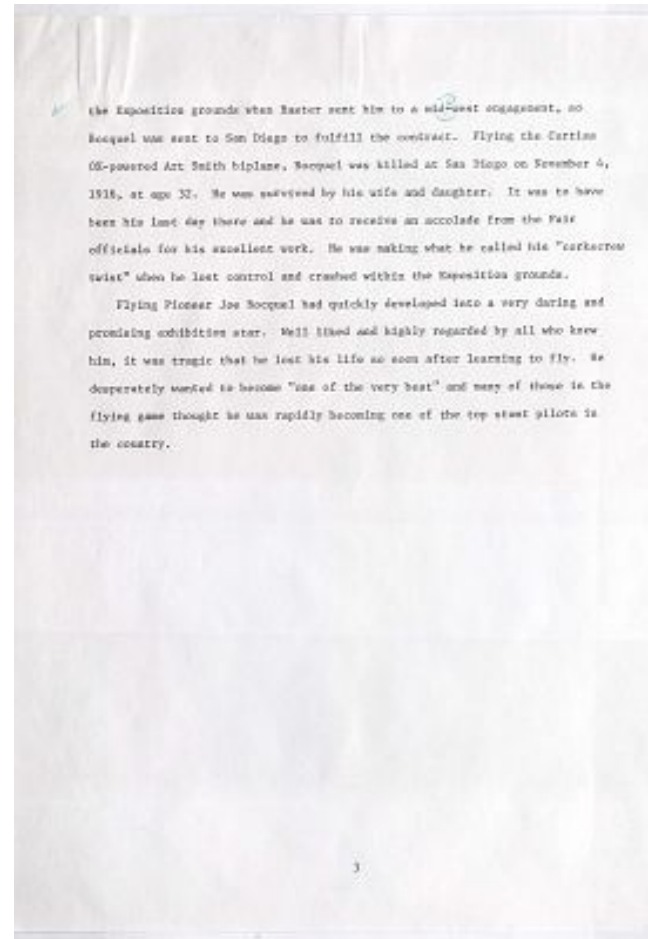 the Exposition grounds when Baster sent him to a mid-west engagement, so
Bocquel was sent to San Diego to fulfill the contract. Flying the Curtiss
OX-powered Art Smith biplane, Bocquel was killed at San Diego on November 4,
1916, at age 32. He was survived by his wife and daughter. It was to have
been his last day there and he was to receive an accolade from the Fair
officials for his excellent work. He was making what he called his "corkscrew
twist" when he lost control and crashed within the Exposition grounds.
Flying Pioneer Joe Bocquel had quickly developed into a very daring and
promising exhibition star. Well liked and highly regarded by all who knew
him, it was tragic that he lost his life so soon after learning to fly. He
desperately wanted to become "one of the very best" and many of those in the
flying game thought he was rapidly becoming one of the top stunt pilots in
the country.
3